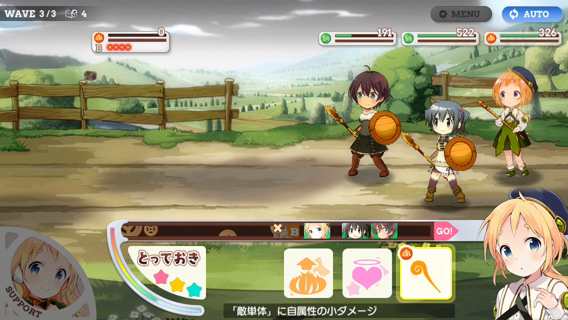 WAVE 3/3 4
MENU
AUTO
0
B
191
522
326
B
GO!
とっておき
SUPPORT
「敵単体」に自属性の小ダメージ